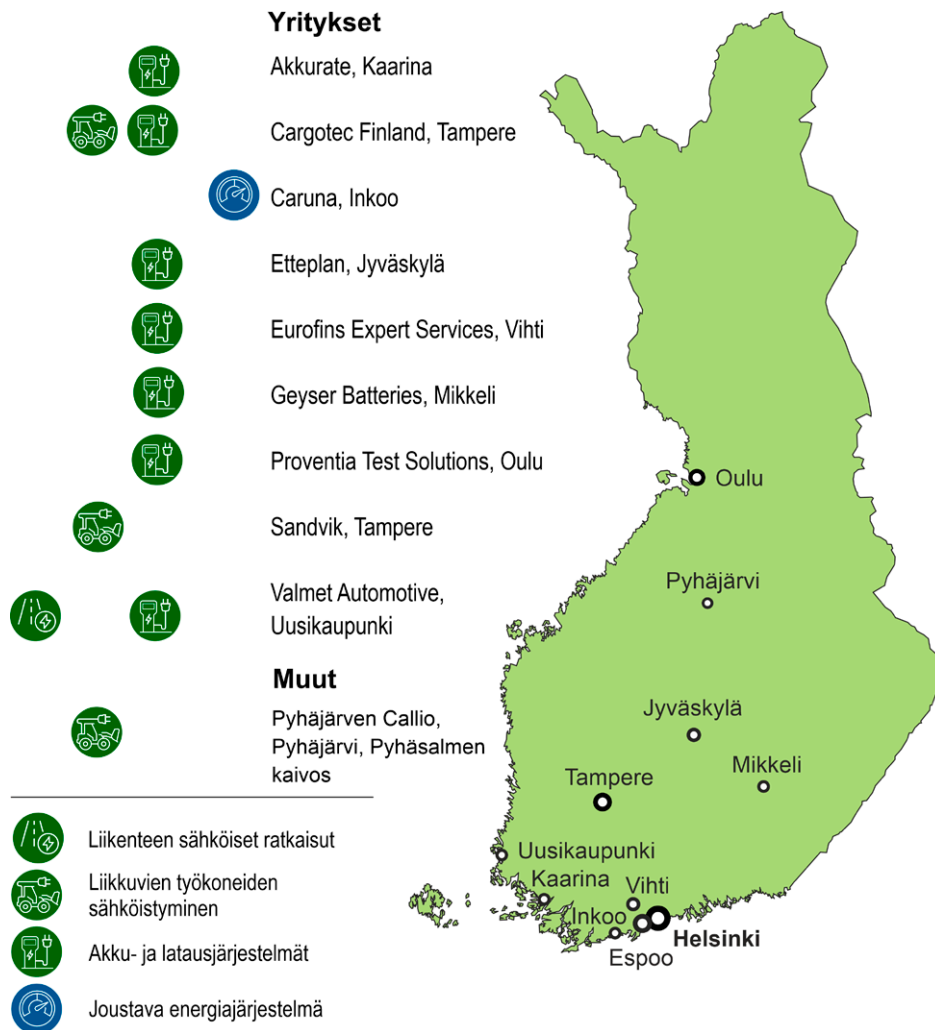 Yritykset
Akkurate, Kaarina
Cargotec Finland, Tampere
Caruna, Inkoo
Etteplan, Jyväskylä
Eurofins Expert Services, Vihti
Geyser Batteries, Mikkeli
Proventia Test Solutions, Oulu
Sandvik, Tampere
Valmet Automotive,
Uusikaupunki
Muut
Pyhäjärven Callio,
Pyhäjärvi, Pyhäsalmen
kaivos
Liikenteen sähköiset ratkaisut
Liikkuvien työkoneiden
sähköistyminen
Akku- ja latausjärjestelmät
Joustava energiajärjestelmä
Oulu
Pyhäjärvi
Jyväskylä
Mikkeli
Tampere
Uusikaupunki
Kaarina
Vihti
Inkoo
Helsinki
Espoo